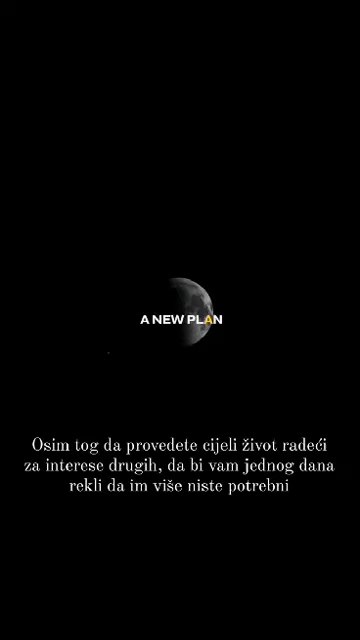 A NEW PLAN
Osim tog da provedete cijeli život radeći
za interese drugih, da bi vam jednog dana
rekli da im više niste potrebni